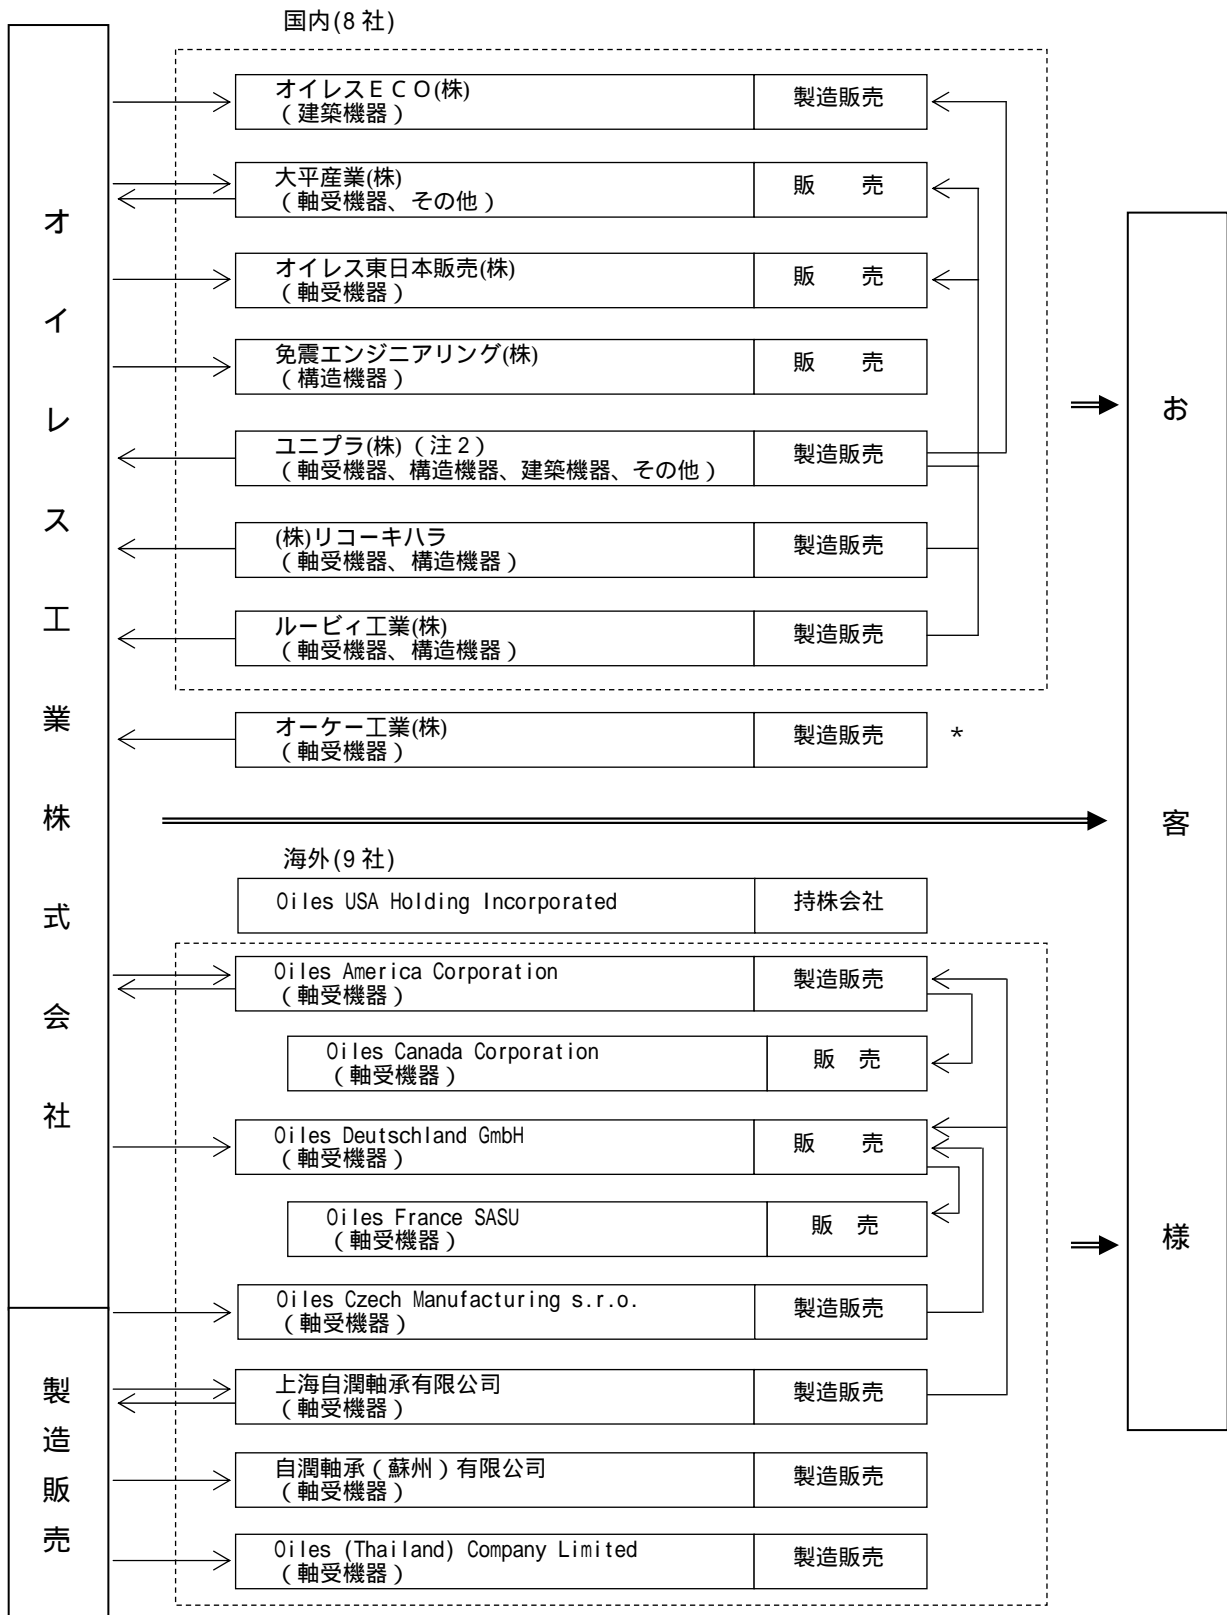 国内(8社)
オイレス工業株式会社
製造販売
オイレスＥＣＯ(株)
（建築機器）
製造販売
大平産業(株)
（軸受機器、その他）
販　売
オイレス東日本販売(株)
（軸受機器）
販　売
免震エンジニアリング(株)
（構造機器）
販　売
ユニプラ(株)（注２）
（軸受機器、構造機器、建築機器、その他）
製造販売
(株)リコーキハラ
（軸受機器、構造機器）
製造販売
ルービィ工業(株)
（軸受機器、構造機器）
製造販売
オーケー工業(株)
（軸受機器）
製造販売
*
お客様
海外(9社)
Oiles USA Holding Incorporated
持株会社
Oiles America Corporation
（軸受機器）
製造販売
Oiles Canada Corporation
（軸受機器）
販　売
Oiles Deutschland GmbH
（軸受機器）
販　売
Oiles France SASU
（軸受機器）
販　売
Oiles Czech Manufacturing s.r.o.
（軸受機器）
製造販売
上海自潤軸承有限公司
（軸受機器）
製造販売
自潤軸承（蘇州）有限公司
（軸受機器）
製造販売
Oiles (Thailand) Company Limited
（軸受機器）
製造販売